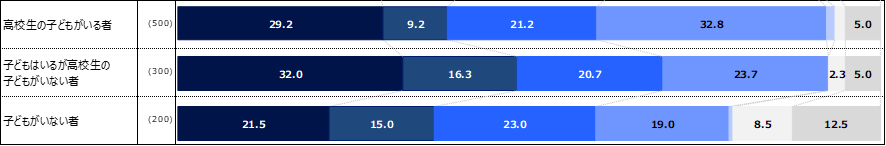 高校生の子どもがいる者 (500) 29.2 9.2 21.2 32.8 5.0
子どもはいるが高校生の
子どもがいない者 (300) 32.0 16.3 20.7 23.7 2.3 5.0
子どもがいない者 (200) 21.5 15.0 23.0 19.0 8.5 12.5